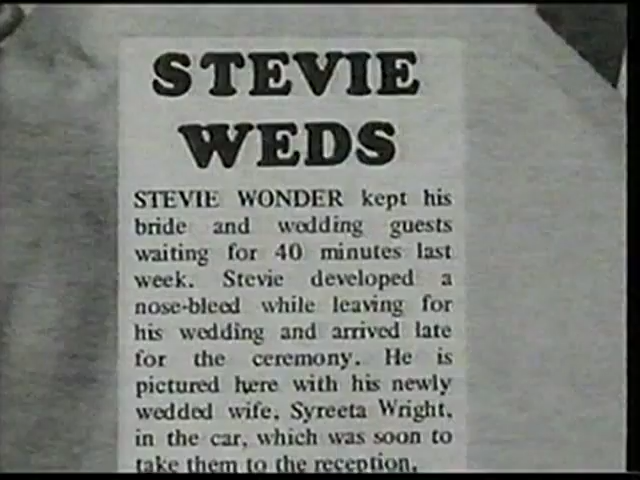 STEVIE
WEDS
STEVIE WONDER kept his
bride and wedding guests
waiting for 40 minutes last
week. Stevie developed a
nose-bleed while leaving for
his wedding and arrived late
for the ceremony. He is
pictured here with his newly
wedded wife, Syreeta Wright,
in the car, which was soon to
take them to the reception.